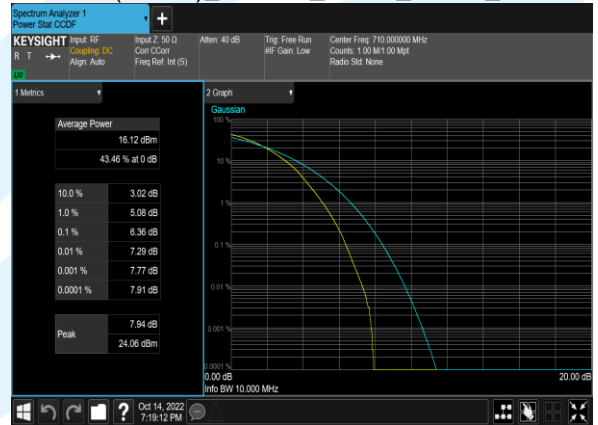 Spectrum Analyzer 1
Power Stat CCDF
+
KEYSIGHT Input: RF Input Z: 50 Ω Atten: 40 dB Trig: Free Run Center Freq: 710.000000 MHz
R T Coupling: DC Corr CCorr #IF Gain: Low Counts: 1.00 M/1.00 Mpt
Align: Auto Freq Ref: Int (S) Radio Std: None
1 Metrics
Average Power
16.12 dBm
43.46 % at 0 dB
10.0 % 3.02 dB
1.0 % 5.08 dB
0.1 % 6.36 dB
0.01 % 7.29 dB
0.001 % 7.77 dB
0.0001 % 7.91 dB
Peak 7.94 dB
24.06 dBm
2 Graph
Gaussian
100 %
10 %
1 %
0.1 %
0.01 %
0.001 %
0.0001 %
0.00 dB 20.00 dB
Info BW 10.000 MHz
? Oct 14, 2022
7:19:12 PM